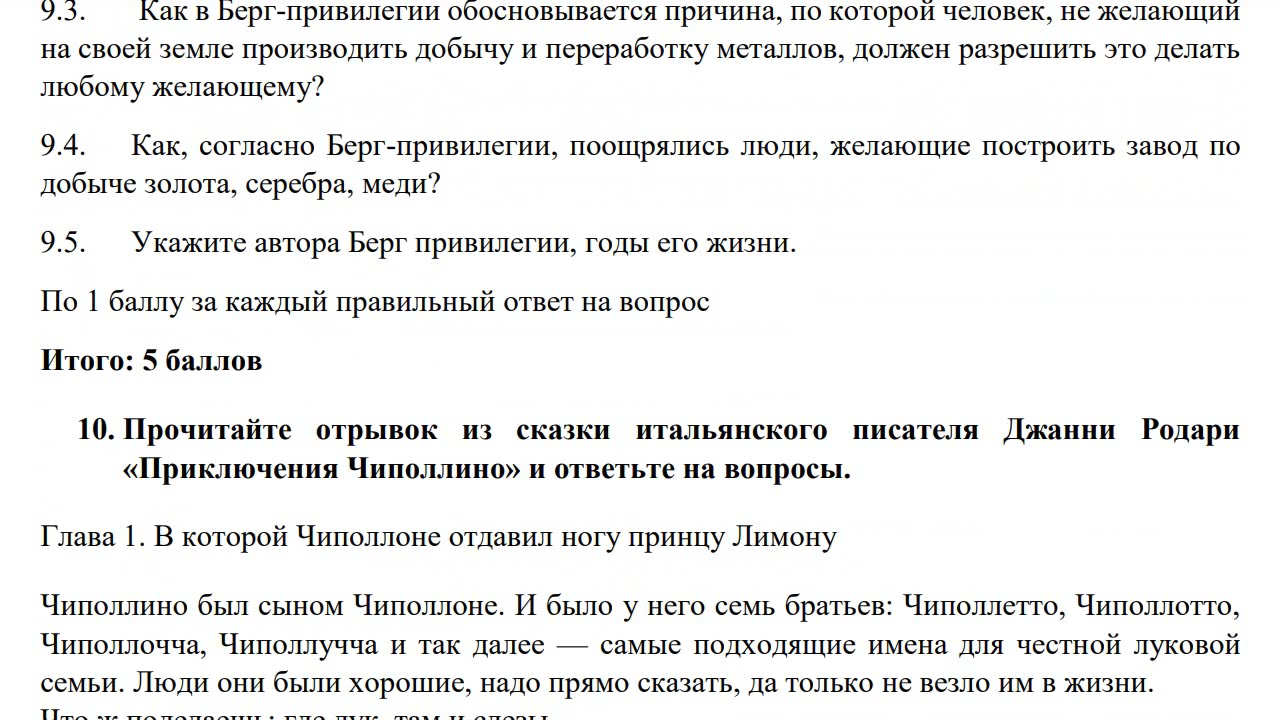 9.3. Как в Берг-привилегии обосновывается причина, по которой человек, не желающий
на своей земле производить добычу и переработку металлов, должен разрешить это делать
любому желающему?
9.4. Как, согласно Берг-привилегии, поощрялись люди, желающие построить завод по
добыче золота, серебра, меди?
9.5. Укажите автора Берг привилегии, годы его жизни.
По 1 баллу за каждый правильный ответ на вопрос
Итого: 5 баллов
10. Прочитайте отрывок из сказки итальянского писателя Джанни Родари
«Приключения Чиполлино» и ответьте на вопросы.
Глава 1. В которой Чиполлоне отдавил ногу принцу Лимону
Чиполлино был сыном Чиполлоне. И было у него семь братьев: Чиполлетто, Чиполлотто,
Чиполлочча, Чиполлучча и так далее — самые подходящие имена для честной луковой
семьи. Люди они были хорошие, надо прямо сказать, да только не везло им в жизни.
Что ж поделаешь: где лук, там и слезы.